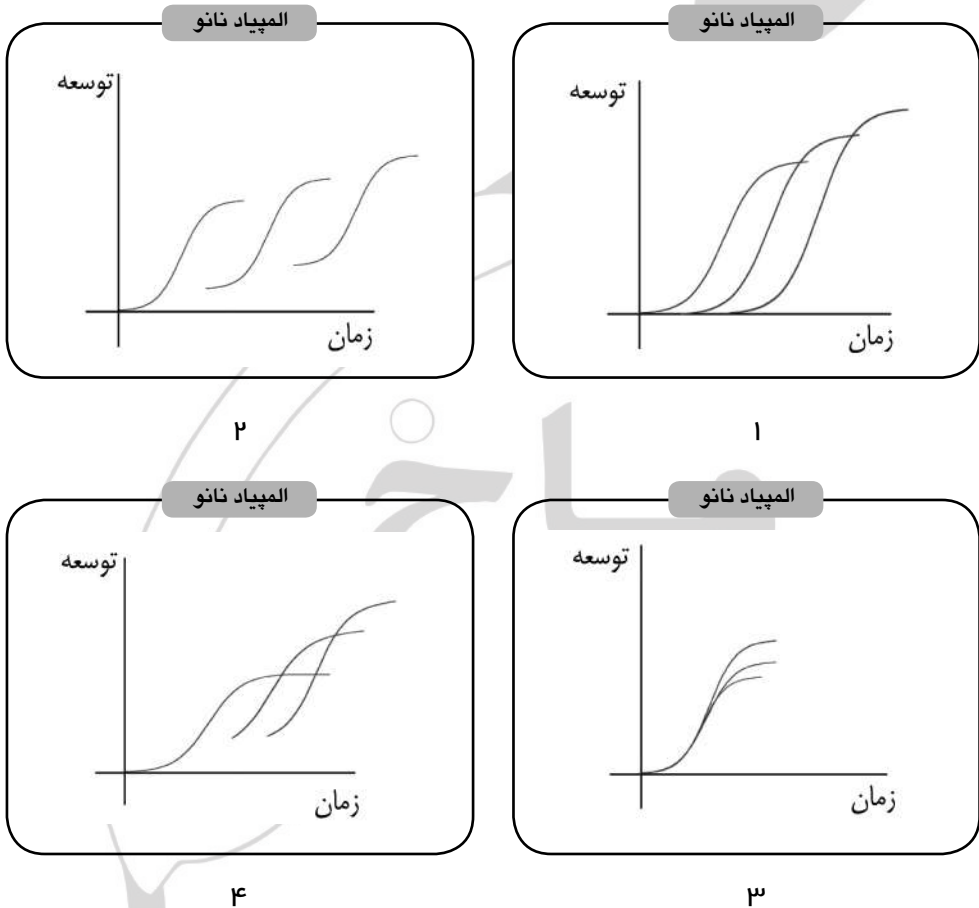 المپیاد نانو
توسعه
زمان
۱
المپیاد نانو
توسعه
زمان
۲
المپیاد نانو
توسعه
زمان
۳
المپیاد نانو
توسعه
زمان
۴